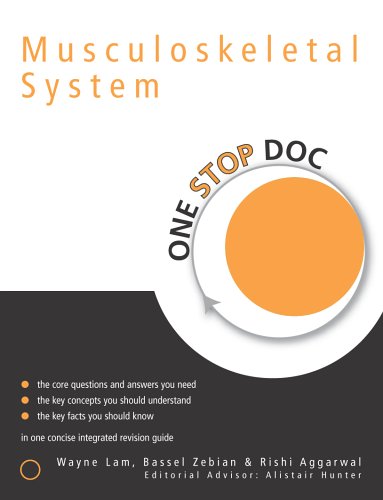 Musculoskeletal
System
ONE STOP DOC
the core questions and answers you need
the key concepts you should understand
the key facts you should know
in one concise integrated revision guide
Wayne Lam, Bassel Zebian & Rishi Aggarwal
Editorial Advisor: Alistair Hunter